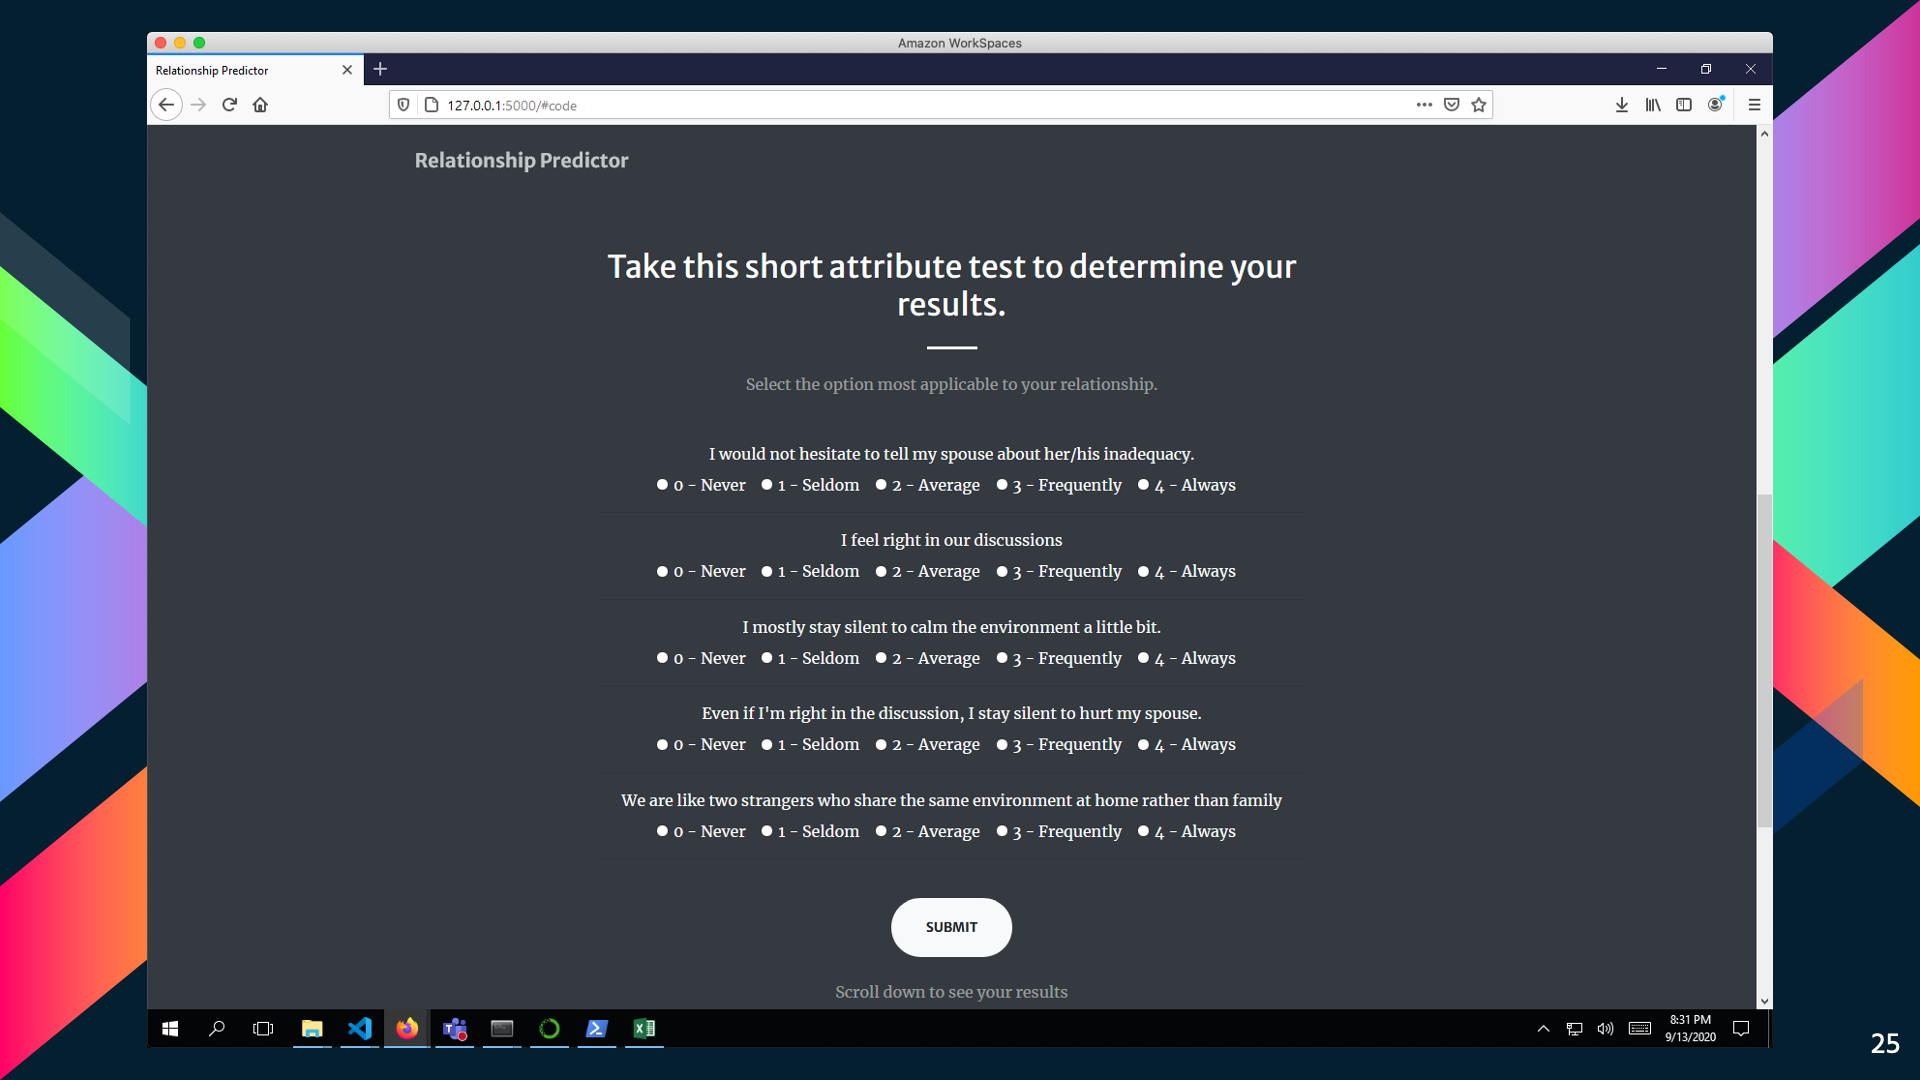 Amazon WorkSpaces
Relationship Predictor
127.0.0.1:5000/#code
Relationship Predictor
Take this short attribute test to determine your
results.
Select the option most applicable to your relationship.
I would not hesitate to tell my spouse about her/his inadequacy.
0 - Never 1 - Seldom 2 - Average 3 - Frequently 4 - Always
I feel right in our discussions
0 - Never 1 - Seldom 2 - Average 3 - Frequently 4 - Always
I mostly stay silent to calm the environment a little bit.
0 - Never 1 - Seldom 2 - Average 3 - Frequently 4 - Always
Even if I'm right in the discussion, I stay silent to hurt my spouse.
0 - Never 1 - Seldom 2 - Average 3 - Frequently 4 - Always
We are like two strangers who share the same environment at home rather than family
0 - Never 1 - Seldom 2 - Average 3 - Frequently 4 - Always
SUBMIT
Scroll down to see your results
8:31 PM
9/13/2020
25